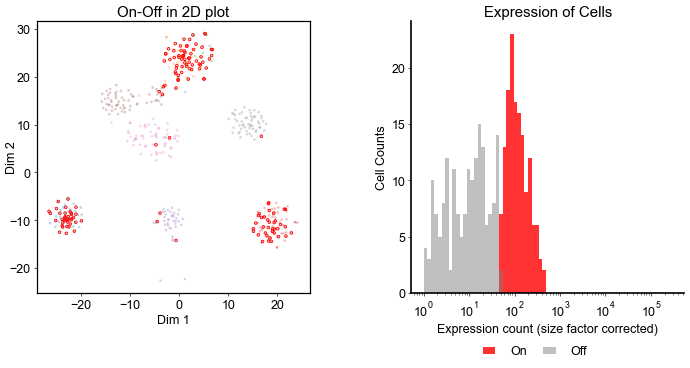 On-Off in 2D plot
30
20
10
0
−10
−20
Dim 2
−20 −10 0 10 20
Dim 1
Expression of Cells
20
15
10
5
0
Cell Counts
10^0 10^1 10^2 10^3 10^4 10^5
Expression count (size factor corrected)
On Off